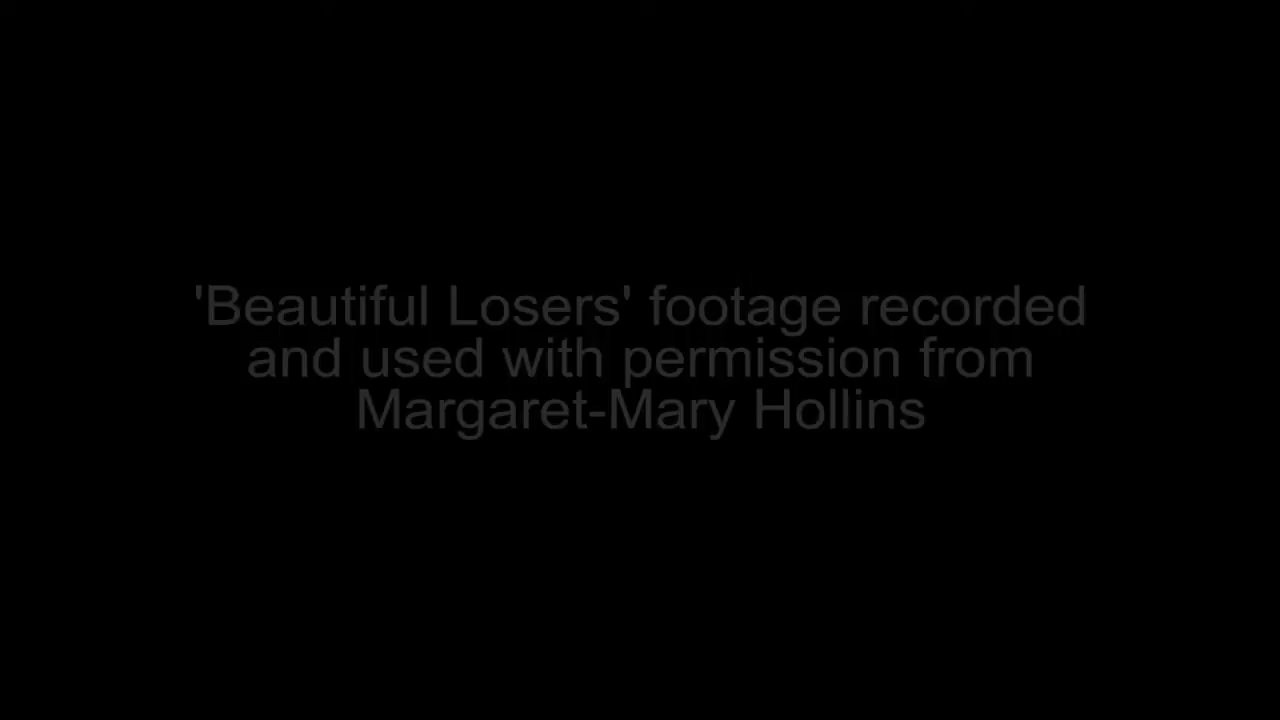 'Beautiful Losers' footage recorded
and used with permission from
Margaret-Mary Hollins